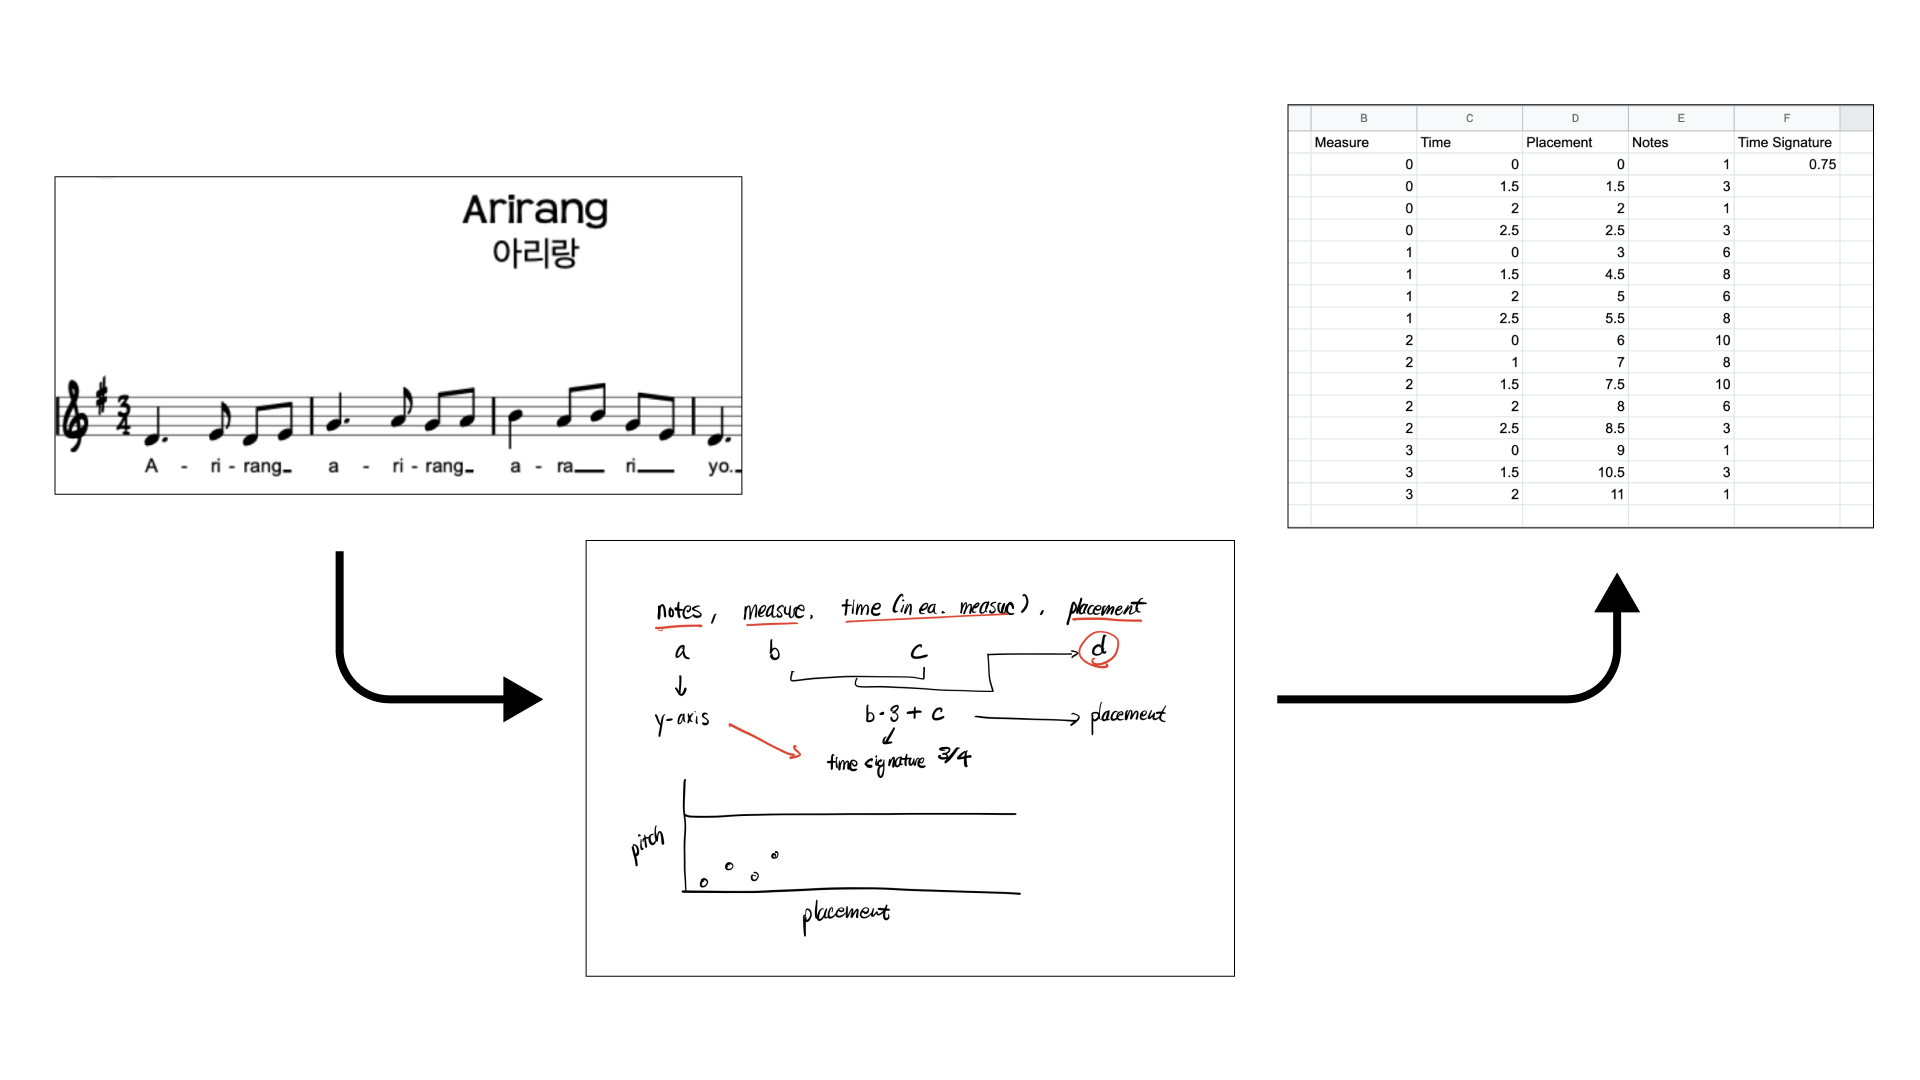 Arirang
아리랑
3
4
A - ri - rang_ a - ri - rang_ a - ra__ ri__ yo._
notes, measure, time (in ea. measure), placement
a b c d
y-axis b·3 + c placement
time signature 3/4
pitch
placement
B C D E F
Measure Time Placement Notes Time Signature
0 0 0 1 0.75
0 1.5 1.5 3
0 2 2 1
0 2.5 2.5 3
1 0 3 6
1 1.5 4.5 8
1 2 5 6
1 2.5 5.5 8
2 0 6 10
2 1 7 8
2 1.5 7.5 10
2 2 8 6
2 2.5 8.5 3
3 0 9 1
3 1.5 10.5 3
3 2 11 1